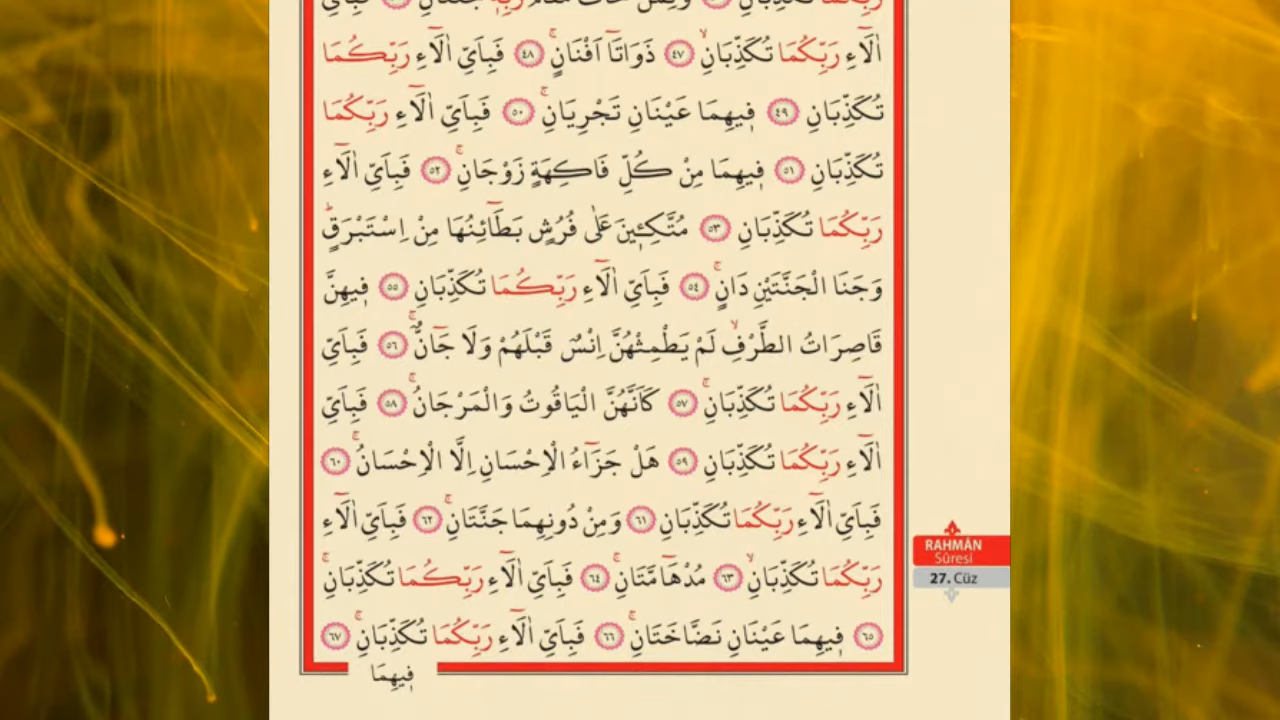 اٰلَٓاءِ رَبِّكُمَا تُكَذِّبَانِۙ ﴿٤٧﴾ ذَوَاتَٓا اَفْنَانٍۚ ﴿٤٨﴾ فَبِاَيِّ اٰلَٓاءِ رَبِّكُمَا
تُكَذِّبَانِ ﴿٤٩﴾ ف۪يهِمَا عَيْنَانِ تَجْرِيَانِۚ ﴿٥٠﴾ فَبِاَيِّ اٰلَٓاءِ رَبِّكُمَا
تُكَذِّبَانِ ﴿٥١﴾ ف۪يهِمَا مِنْ كُلِّ فَاكِهَةٍ زَوْجَانِۚ ﴿٥٢﴾ فَبِاَيِّ اٰلَٓاءِ
رَبِّكُمَا تُكَذِّبَانِ ﴿٥٣﴾ مُتَّكِـ۪ٔينَ عَلٰى فُرُشٍ بَطَٓائِنُهَا مِنْ اِسْتَبْرَقٍۜ
وَجَنَا الْجَنَّتَيْنِ دَانٍۚ ﴿٥٤﴾ فَبِاَيِّ اٰلَٓاءِ رَبِّكُمَا تُكَذِّبَانِ ﴿٥٥﴾ ف۪يهِنَّ
قَاصِرَاتُ الطَّرْفِۙ لَمْ يَطْمِثْهُنَّ اِنْسٌ قَبْلَهُمْ وَلَا جَٓانٌّۚ ﴿٥٦﴾ فَبِاَيِّ
اٰلَٓاءِ رَبِّكُمَا تُكَذِّبَانِۚ ﴿٥٧﴾ كَاَنَّهُنَّ الْيَاقُوتُ وَالْمَرْجَانُۚ ﴿٥٨﴾ فَبِاَيِّ
اٰلَٓاءِ رَبِّكُمَا تُكَذِّبَانِ ﴿٥٩﴾ هَلْ جَزَٓاءُ الْاِحْسَانِ اِلَّا الْاِحْسَانُۚ ﴿٦٠﴾
فَبِاَيِّ اٰلَٓاءِ رَبِّكُمَا تُكَذِّبَانِ ﴿٦١﴾ وَمِنْ دُونِهِمَا جَنَّتَانِۚ ﴿٦٢﴾ فَبِاَيِّ اٰلَٓاءِ
رَبِّكُمَا تُكَذِّبَانِۙ ﴿٦٣﴾ مُدْهَٓامَّتَانِۚ ﴿٦٤﴾ فَبِاَيِّ اٰلَٓاءِ رَبِّكُمَا تُكَذِّبَانِۚ
﴿٦٥﴾ ف۪يهِمَا عَيْنَانِ نَضَّاخَتَانِۚ ﴿٦٦﴾ فَبِاَيِّ اٰلَٓاءِ رَبِّكُمَا تُكَذِّبَانِۚ ﴿٦٧﴾
ف۪يهِمَا
RAHMÂN
Sûresi
27. Cüz